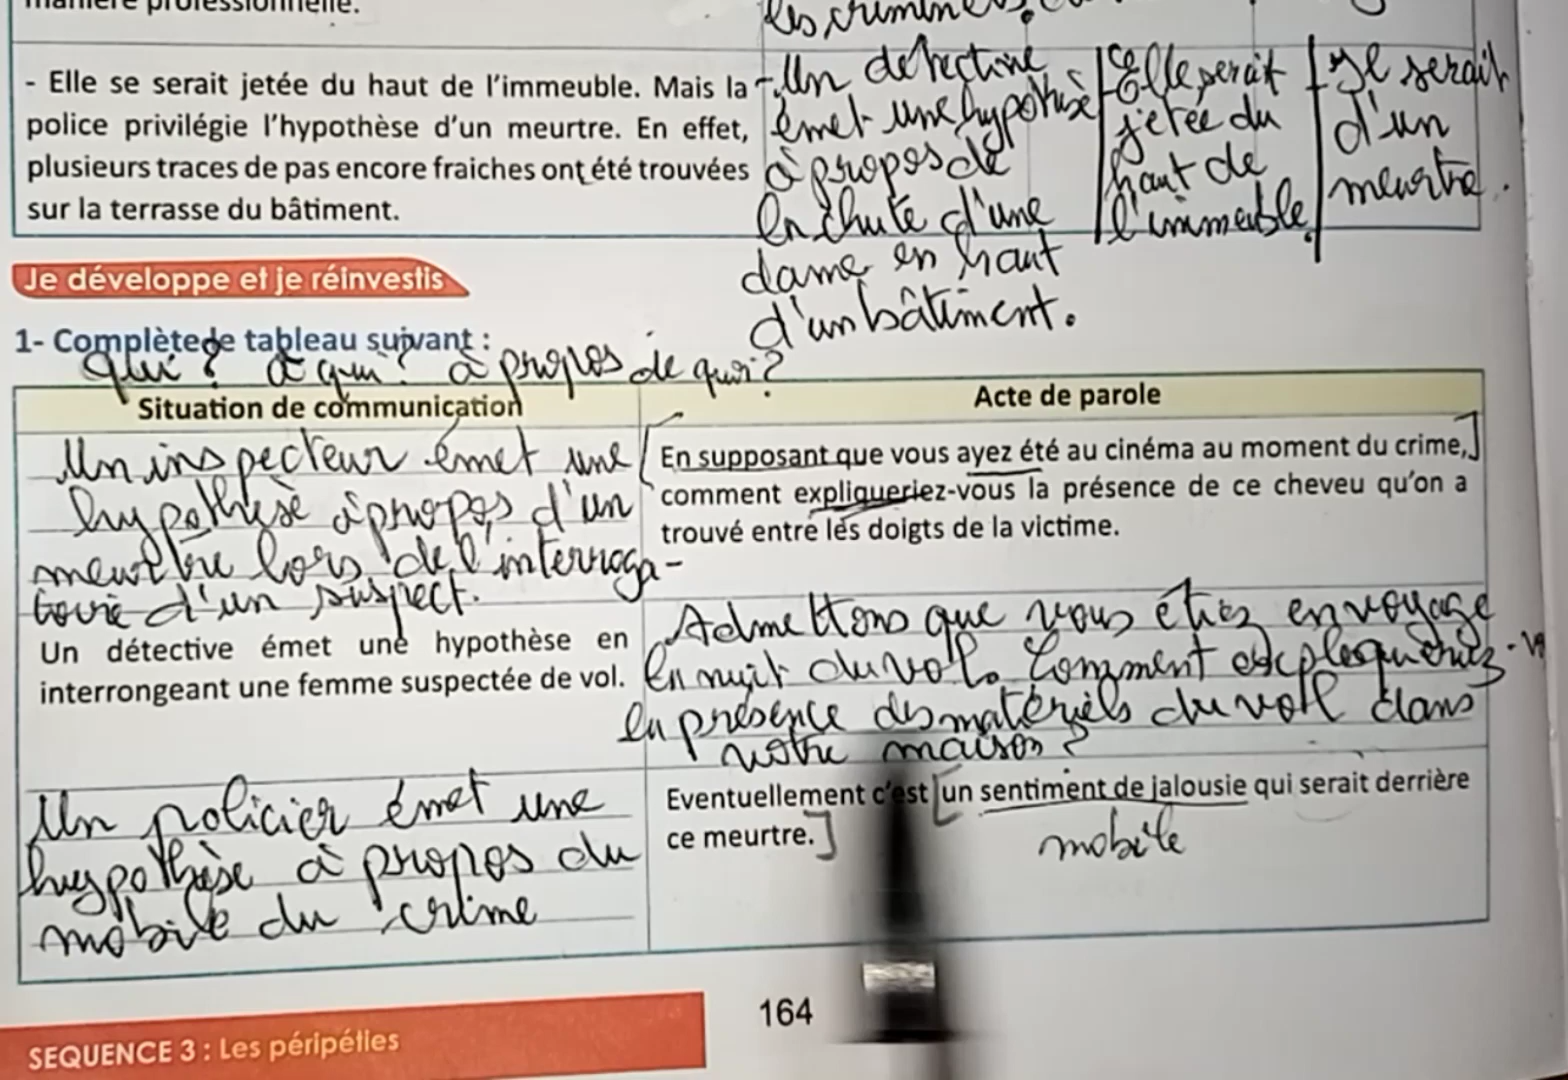 manière professionnelle.
les crimin
- Elle se serait jetée du haut de l'immeuble. Mais la
police privilégie l'hypothèse d'un meurtre. En effet,
plusieurs traces de pas encore fraiches ont été trouvées
sur la terrasse du bâtiment.
- Un detective
émet une hypothèse
à propos de
la chute d'une
dame en haut
d'un bâtiment.
Elle serait
jetée du
haut de
l'immeuble.
serait
d'un
meurtre.
Je développe et je réinvestis
1- Complète le tableau suivant :
qui ? à qui ? à propos de quoi ?
Situation de communication
Acte de parole
Un inspecteur émet une
hypothèse à propos d'un
meurtre lors de l'interroga-
toire d'un suspect.
En supposant que vous ayez été au cinéma au moment du crime,
comment expliqueriez-vous la présence de ce cheveu qu'on a
trouvé entre les doigts de la victime.
Un détective émet une hypothèse en
interrongeant une femme suspectée de vol.
Admettons que vous étiez en voyage
la nuit du vol. Comment expliqueriez-vs
la présence des matériels du vol dans
votre maison ?
Un policier émet une
hypothèse à propos du
mobile du crime
Eventuellement c'est [un sentiment de jalousie qui serait derrière
ce meurtre.]
mobile
164
SEQUENCE 3 : Les péripéties